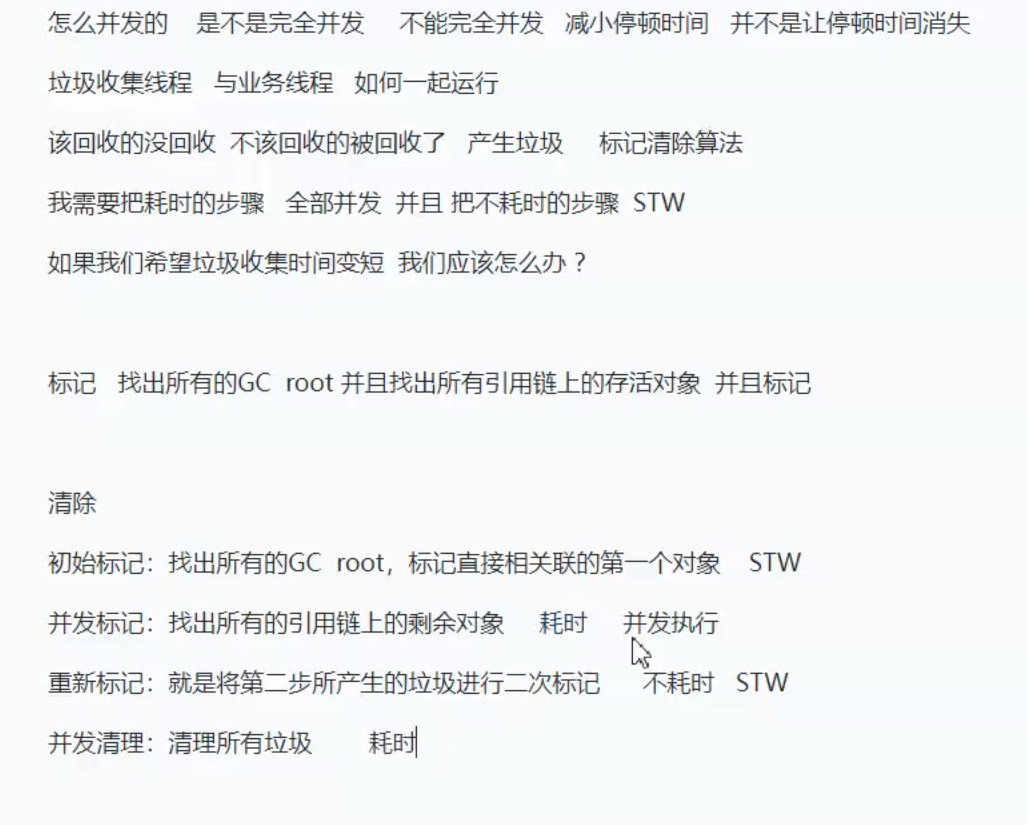 怎么并发的 是不是完全并发 不能完全并发 减小停顿时间 并不是让停顿时间消失
垃圾收集线程 与业务线程 如何一起运行
该回收的没回收 不该回收的被回收了 产生垃圾 标记清除算法
我需要把耗时的步骤 全部并发 并且 把不耗时的步骤 STW
如果我们希望垃圾收集时间变短 我们应该怎么办？
标记 找出所有的GC root 并且找出所有引用链上的存活对象 并且标记
清除
初始标记：找出所有的GC root，标记直接相关联的第一个对象 STW
并发标记：找出所有的引用链上的剩余对象 耗时 并发执行
重新标记：就是将第二步所产生的垃圾进行二次标记 不耗时 STW
并发清理：清理所有垃圾 耗时